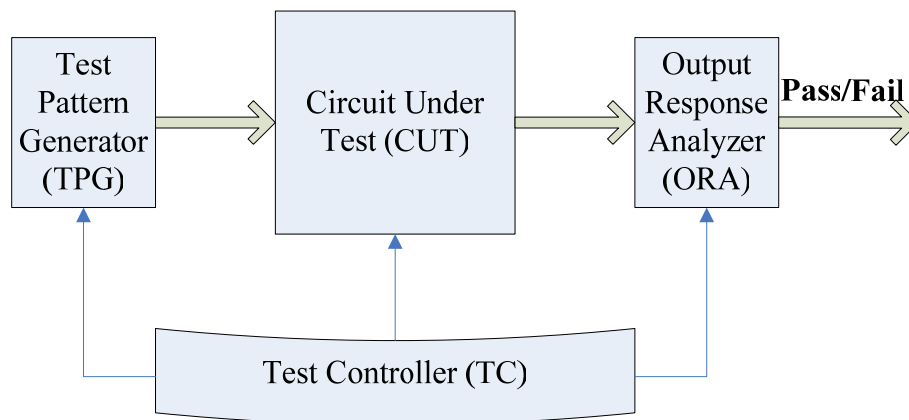 Test
Pattern
Generator
(TPG)
Circuit Under
Test (CUT)
Output
Response
Analyzer
(ORA)
Pass/Fail
Test Controller (TC)